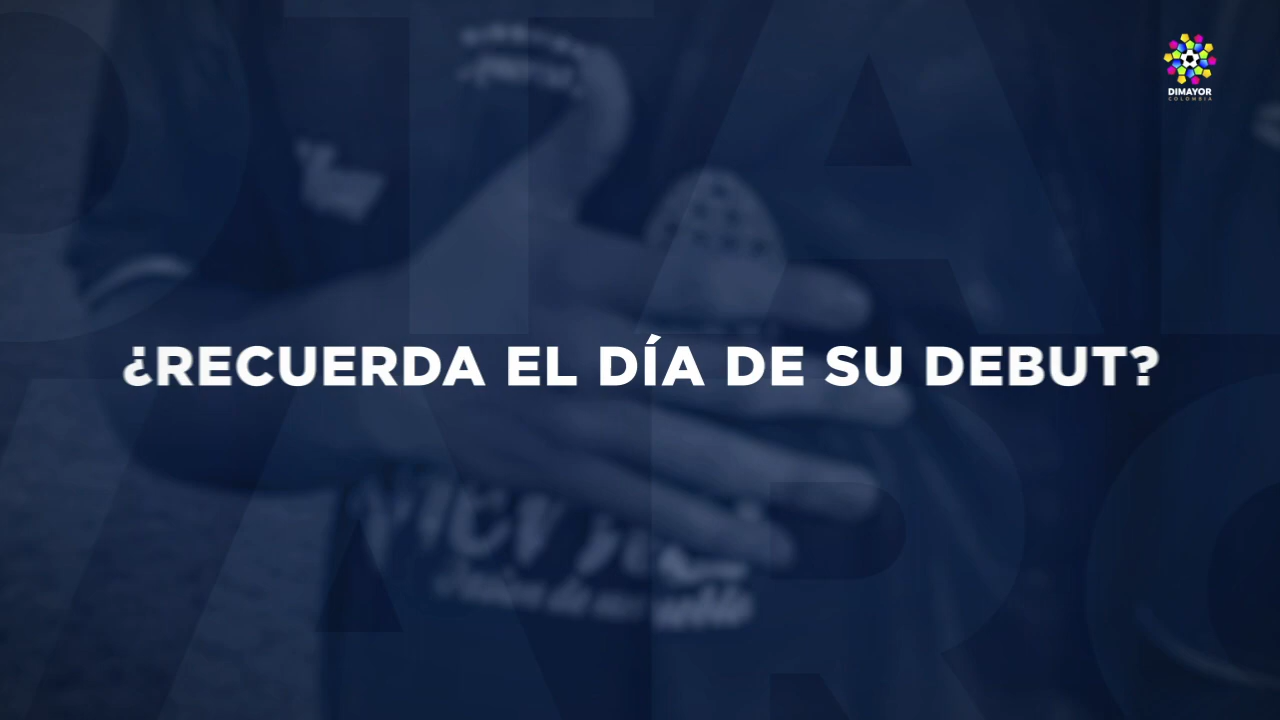 DIMAYOR
COLOMBIA
¿RECUERDA EL DÍA DE SU DEBUT?